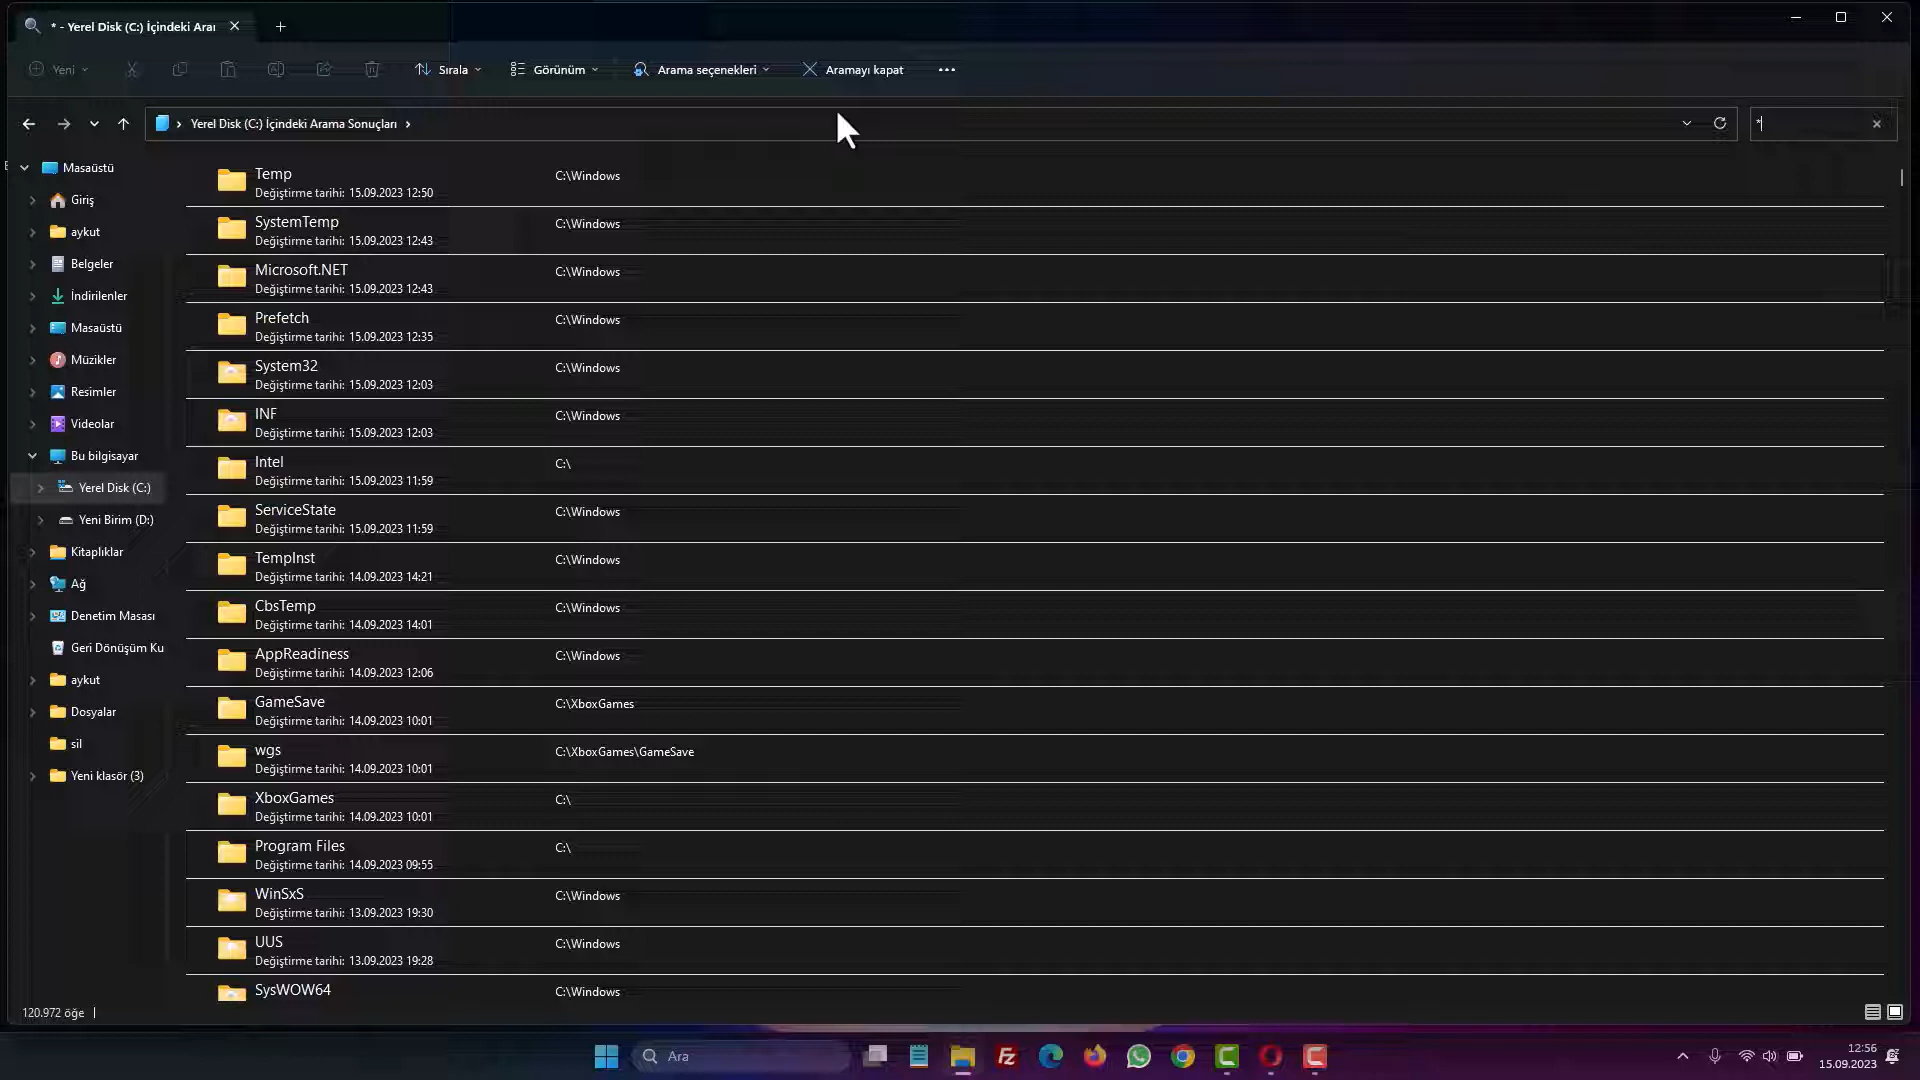 * - Yerel Disk (C:) İçindeki Arar
Yeni
Sırala
Görünüm
Arama seçenekleri
Aramayı kapat
Yerel Disk (C:) İçindeki Arama Sonuçları
*
Masaüstü
Giriş
aykut
Belgeler
İndirilenler
Masaüstü
Müzikler
Resimler
Videolar
Bu bilgisayar
Yerel Disk (C:)
Yeni Birim (D:)
Kitaplıklar
Ağ
Denetim Masası
Geri Dönüşüm Ku
aykut
Dosyalar
sil
Yeni klasör (3)
Temp C:\Windows
Değiştirme tarihi: 15.09.2023 12:50
SystemTemp C:\Windows
Değiştirme tarihi: 15.09.2023 12:43
Microsoft.NET C:\Windows
Değiştirme tarihi: 15.09.2023 12:43
Prefetch C:\Windows
Değiştirme tarihi: 15.09.2023 12:35
System32 C:\Windows
Değiştirme tarihi: 15.09.2023 12:03
INF C:\Windows
Değiştirme tarihi: 15.09.2023 12:03
Intel C:\
Değiştirme tarihi: 15.09.2023 11:59
ServiceState C:\Windows
Değiştirme tarihi: 15.09.2023 11:59
TempInst C:\Windows
Değiştirme tarihi: 14.09.2023 14:21
CbsTemp C:\Windows
Değiştirme tarihi: 14.09.2023 14:01
AppReadiness C:\Windows
Değiştirme tarihi: 14.09.2023 12:06
GameSave C:\XboxGames
Değiştirme tarihi: 14.09.2023 10:01
wgs C:\XboxGames\GameSave
Değiştirme tarihi: 14.09.2023 10:01
XboxGames C:\
Değiştirme tarihi: 14.09.2023 10:01
Program Files C:\
Değiştirme tarihi: 14.09.2023 09:55
WinSxS C:\Windows
Değiştirme tarihi: 13.09.2023 19:30
UUS C:\Windows
Değiştirme tarihi: 13.09.2023 19:28
SysWOW64 C:\Windows
120.972 öğe
Ara
Fz
12:56
15.09.2023